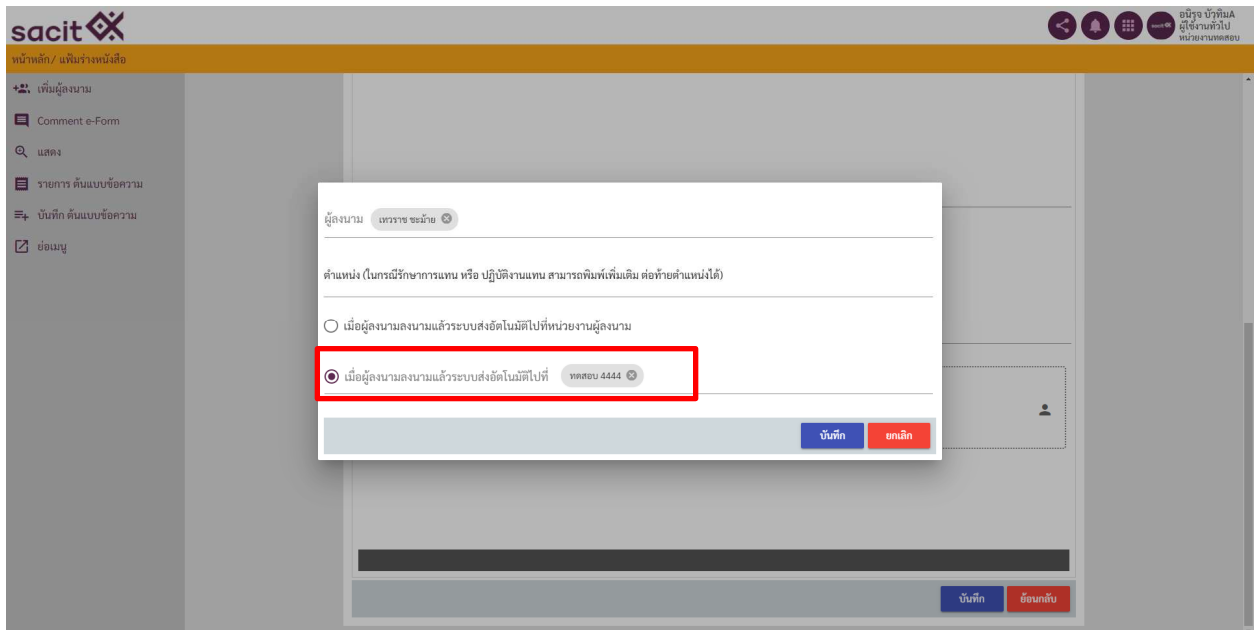 sacit
อนิรุจ บัวทิมA
ผู้ใช้งานทั่วไป
หน่วยงานทดสอบ
หน้าหลัก/ แฟ้มร่างหนังสือ
เพิ่มผู้ลงนาม
Comment e-Form
แสดง
รายการ ต้นแบบข้อความ
บันทึก ต้นแบบข้อความ
ย่อเมนู
ผู้ลงนาม เทวราช ชะม้าย
ตำแหน่ง (ในกรณีรักษาการแทน หรือ ปฏิบัติงานแทน สามารถพิมพ์เพิ่มเติม ต่อท้ายตำแหน่งได้)
เมื่อผู้ลงนามลงนามแล้วระบบส่งอัตโนมัติไปที่หน่วยงานผู้ลงนาม
เมื่อผู้ลงนามลงนามแล้วระบบส่งอัตโนมัติไปที่ ทดสอบ 4444
บันทึก ยกเลิก
บันทึก ย้อนกลับ